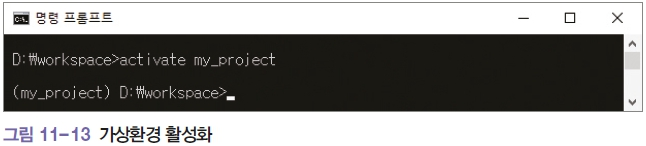 명령 프롬프트
D:₩workspace>activate my_project
(my_project) D:₩workspace>_
그림 11-13 가상환경 활성화